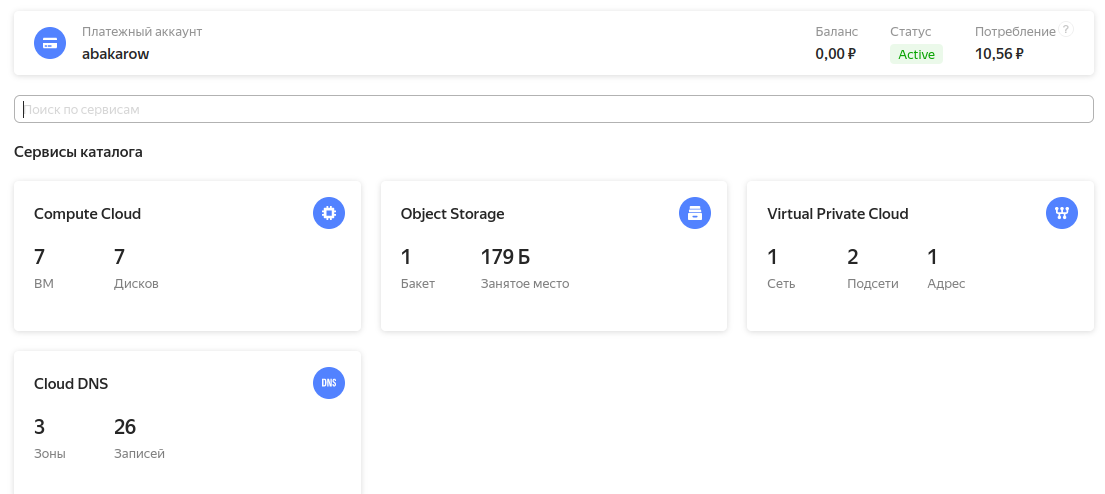 Платежный аккаунт
abakarow
Баланс
0,00 ₽
Статус
Active
Потребление ?
10,56 ₽
Поиск по сервисам
Сервисы каталога
Compute Cloud
7
ВМ
7
Дисков
Object Storage
1
Бакет
179 Б
Занятое место
Virtual Private Cloud
1
Сеть
2
Подсети
1
Адрес
Cloud DNS
DNS
3
Зоны
26
Записей